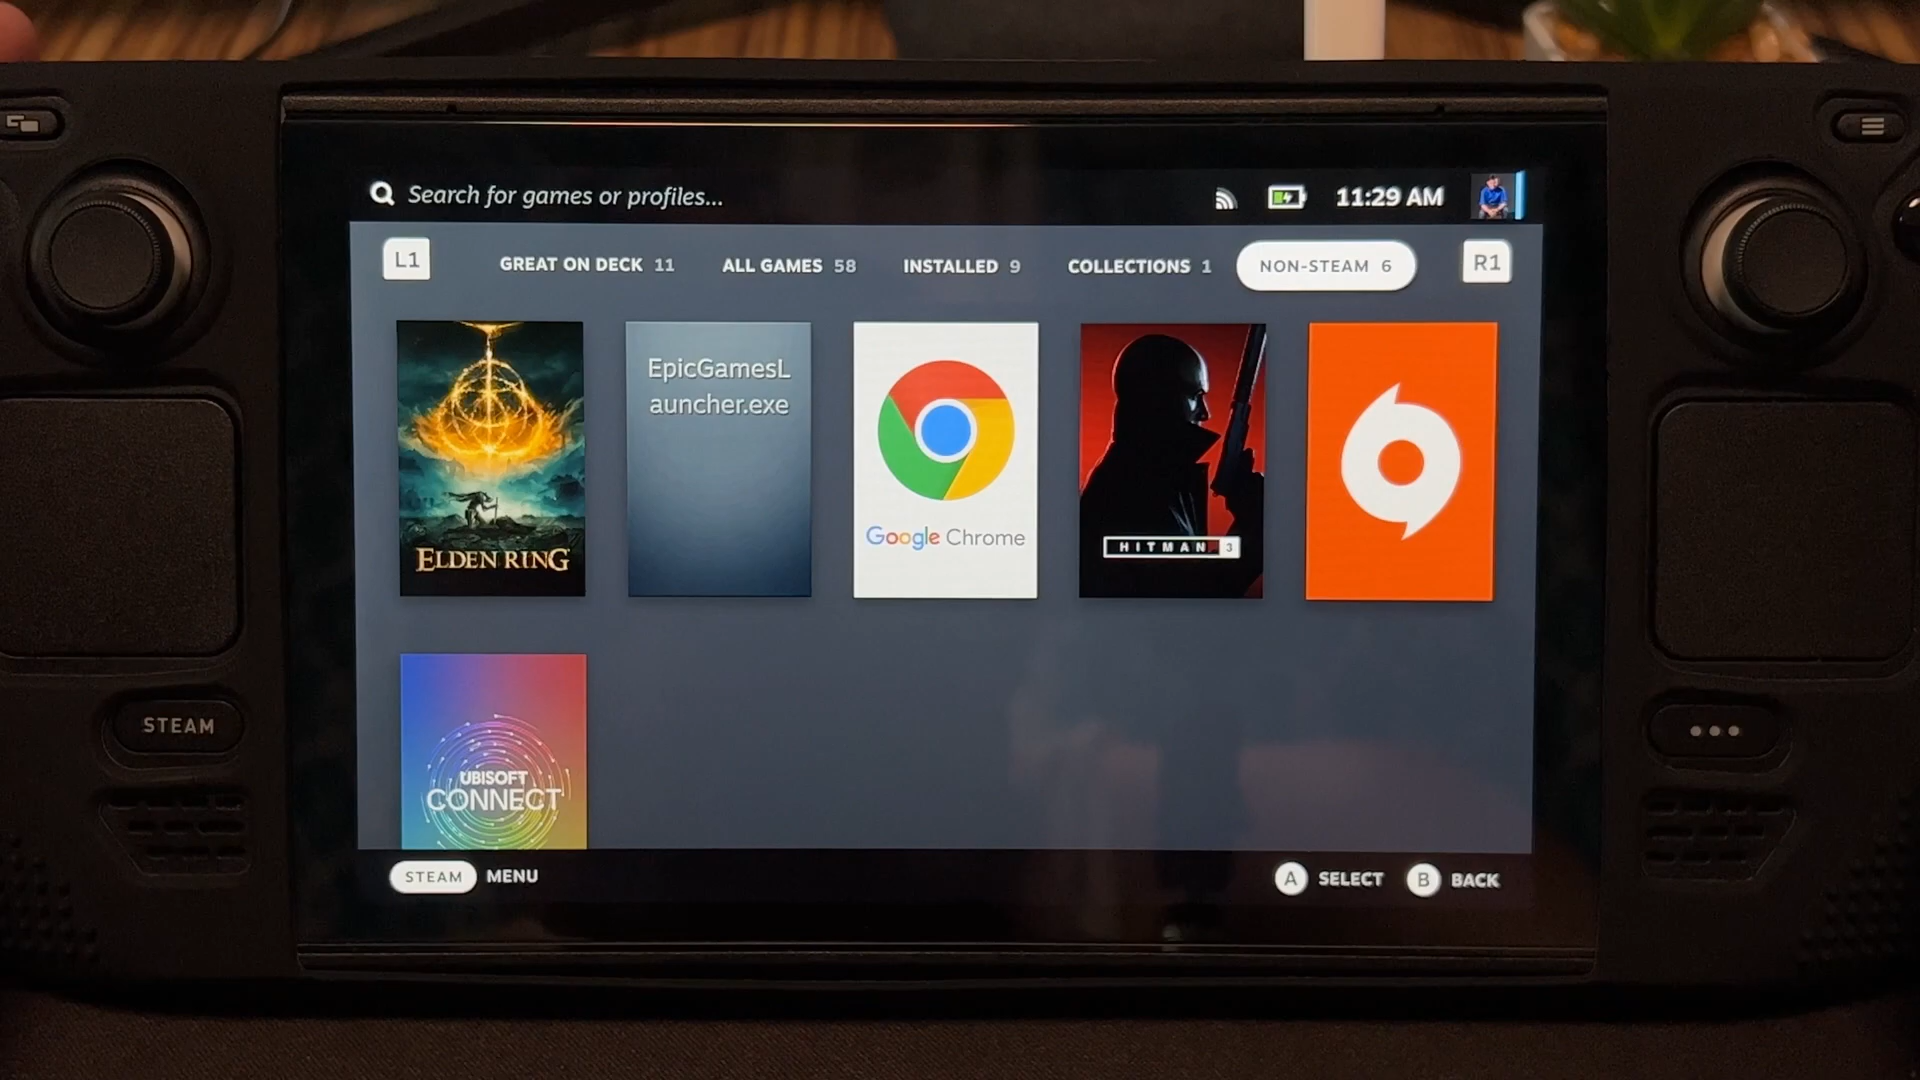 Search for games or profiles...
11:29 AM
L1
GREAT ON DECK 11
ALL GAMES 58
INSTALLED 9
COLLECTIONS 1
NON-STEAM 6
R1
ELDEN RING
EpicGamesL
auncher.exe
Google Chrome
HITMAN 3
UBISOFT
CONNECT
STEAM
STEAM MENU
A SELECT
B BACK